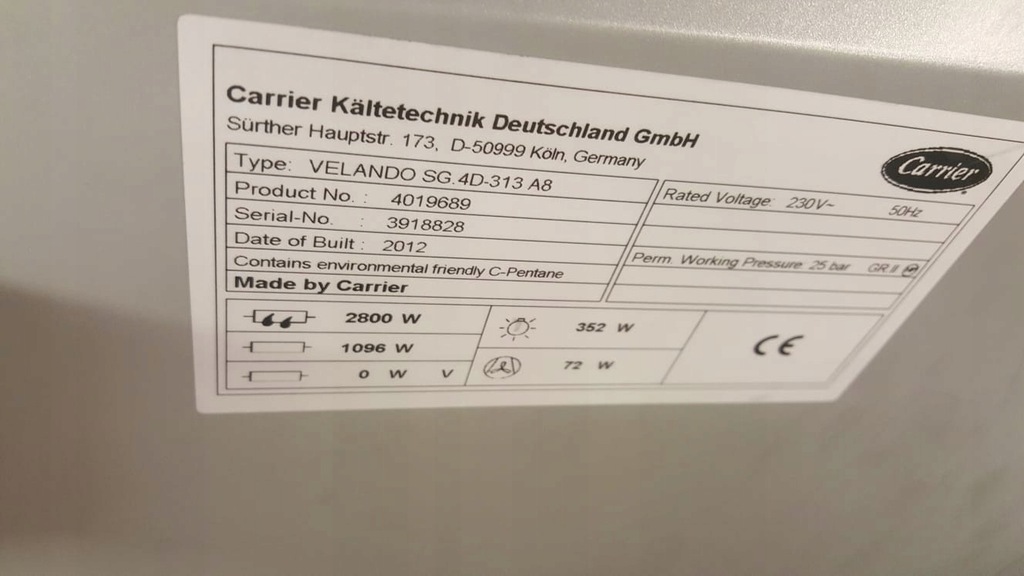 Carrier Kältetechnik Deutschland GmbH
Sürther Hauptstr. 173, D-50999 Köln, Germany
Carrier
Type: VELANDO SG.4D-313 A8
Product No. : 4019689
Serial-No. : 3918828
Date of Built : 2012
Contains environmental friendly C-Pentane
Made by Carrier
Rated Voltage: 230V~ 50Hz
Perm. Working Pressure 25 bar GR.II
2800 W
1096 W
0 W V
352 W
72 W
CE